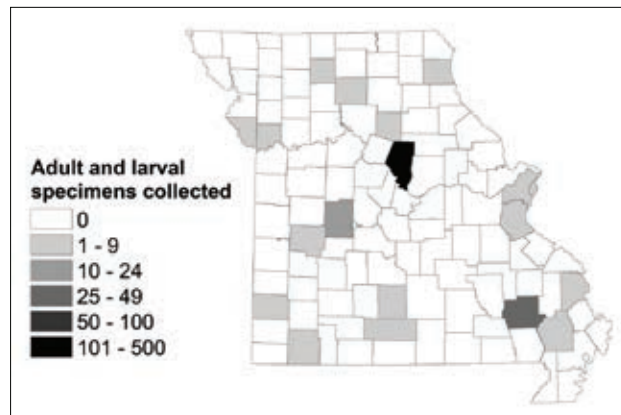 Adult and larval
specimens collected
0
1 - 9
10 - 24
25 - 49
50 - 100
101 - 500